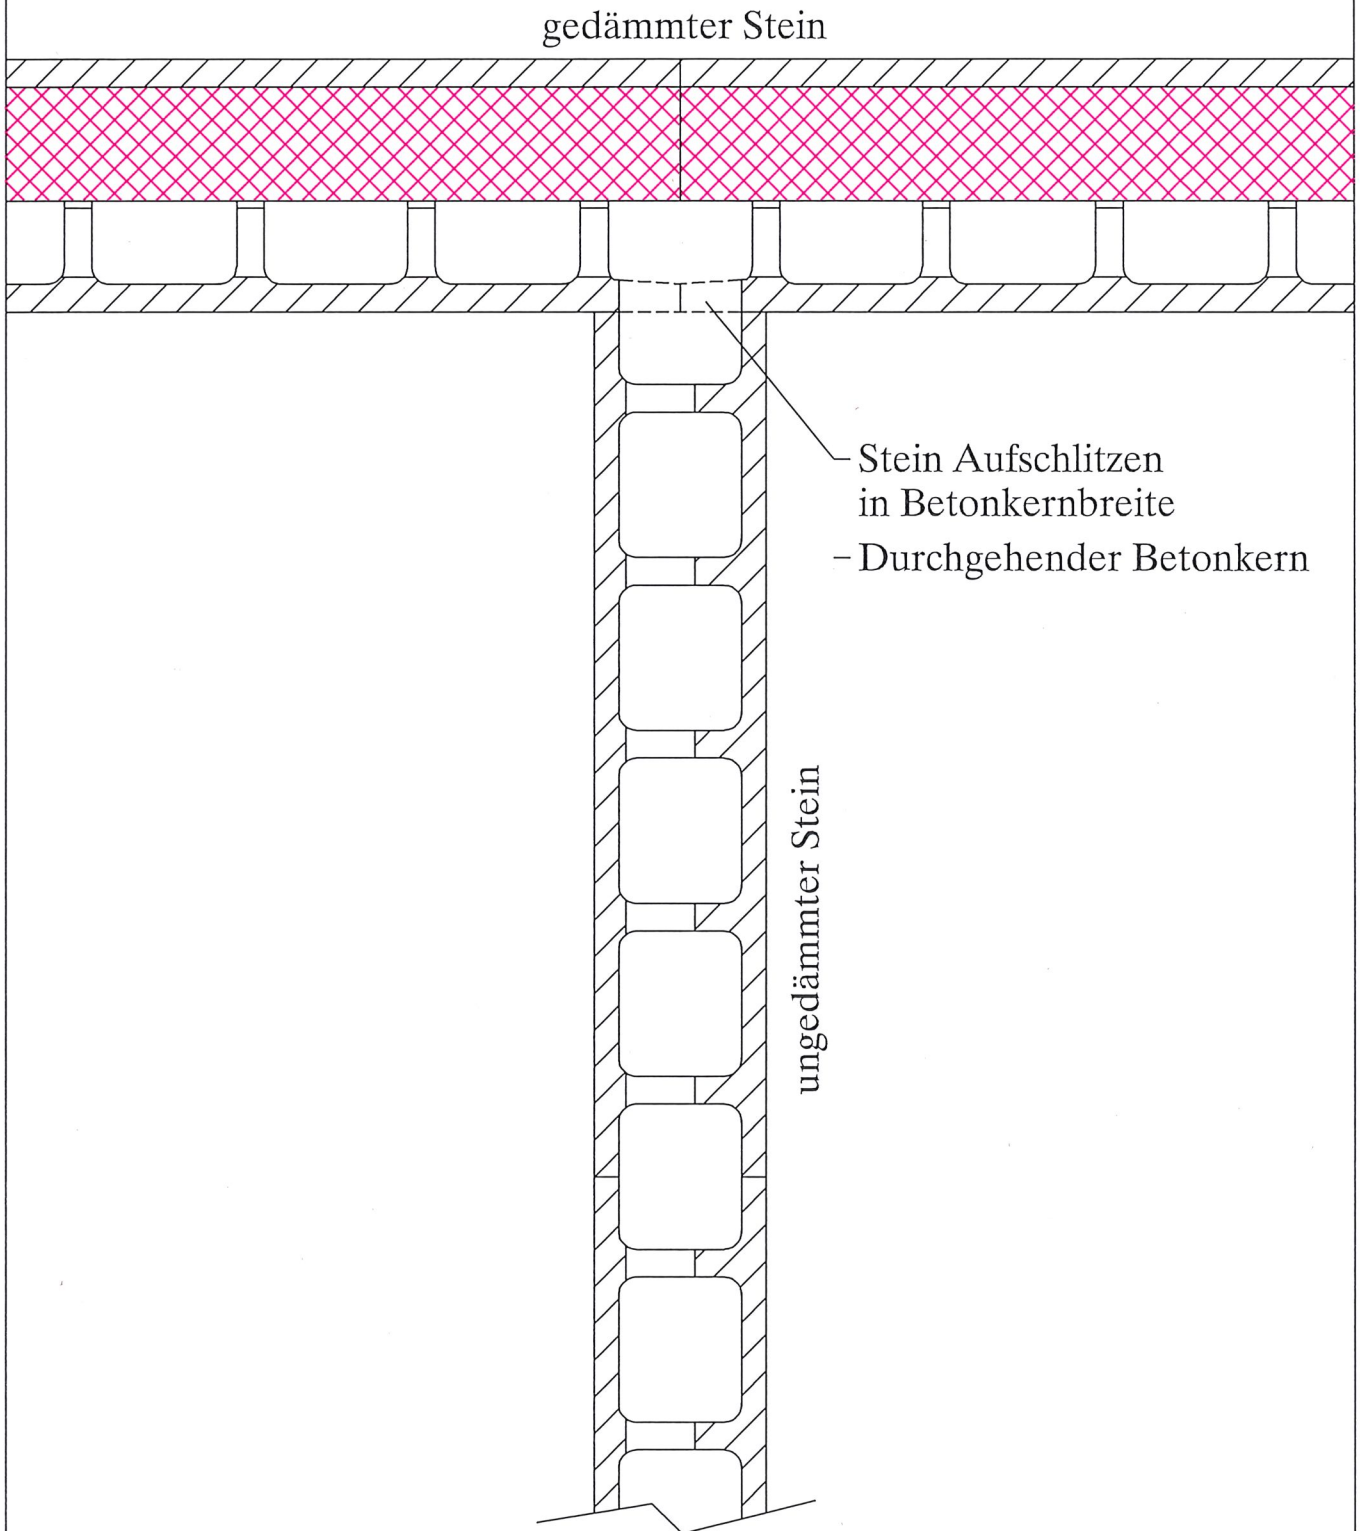 gedämmter Stein
Stein Aufschlitzen
in Betonkernbreite
– Durchgehender Betonkern
ungedämmter Stein